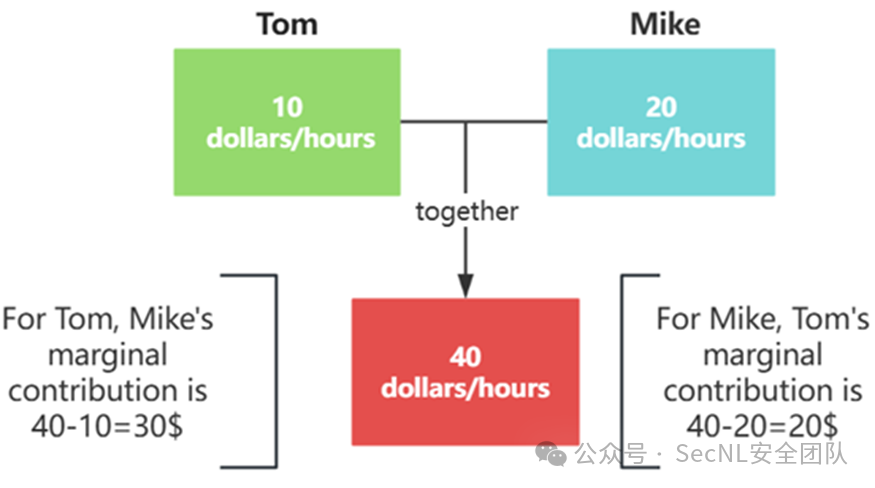 Tom
Mike
10
dollars/hours
20
dollars/hours
together
For Tom, Mike's
marginal
contribution is
40-10=30$
40
dollars/hours
For Mike, Tom's
marginal
contribution is
40-20=20$
公众号 · SecNL安全团队